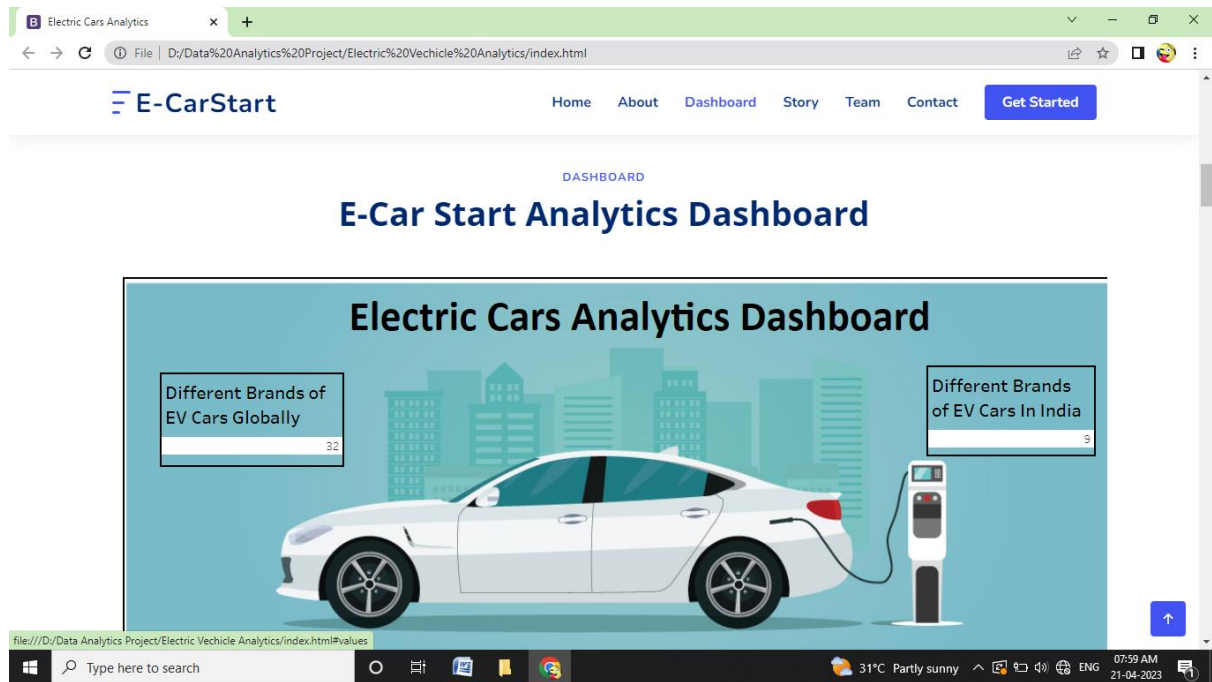 B Electric Cars Analytics
File | D:/Data%20Analytics%20Project/Electric%20Vechicle%20Analytics/index.html
E-CarStart Home About Dashboard Story Team Contact Get Started
DASHBOARD
E-Car Start Analytics Dashboard
Electric Cars Analytics Dashboard
Different Brands of
EV Cars Globally
32
Different Brands
of EV Cars In India
9
file:///D:/Data Analytics Project/Electric Vechicle Analytics/index.html#values
Type here to search
31°C Partly sunny
ENG
07:59 AM
21-04-2023
1